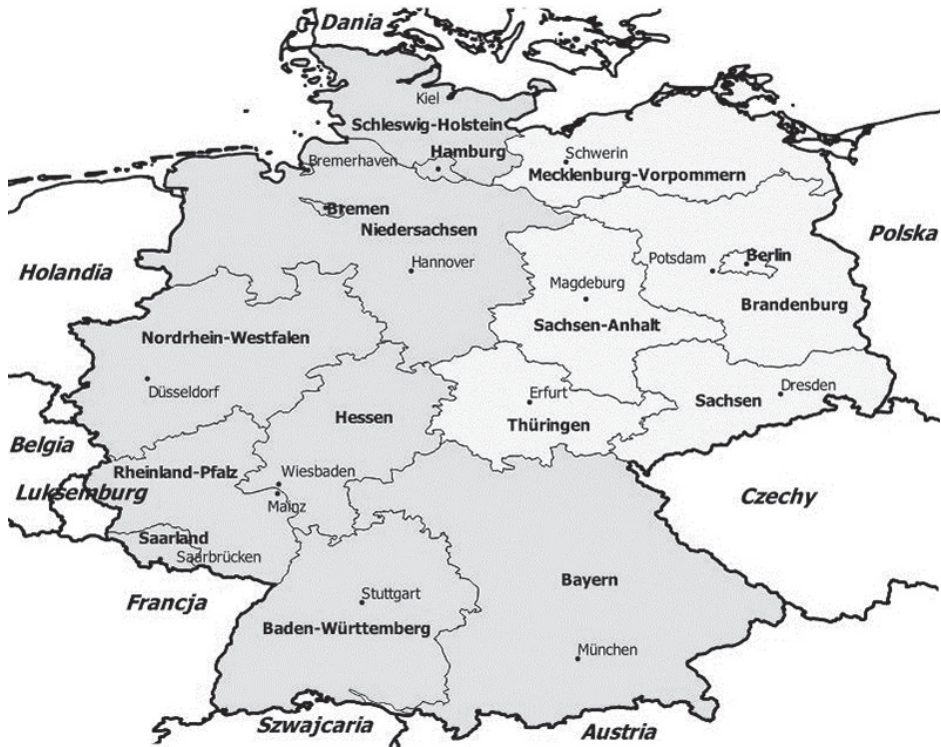 Dania
Kiel
Schleswig-Holstein
Hamburg
Bremerhaven
Schwerin
Mecklenburg-Vorpommern
Bremen
Niedersachsen
Polska
Holandia
Hannover
Potsdam
Berlin
Magdeburg
Brandenburg
Sachsen-Anhalt
Nordrhein-Westfalen
Düsseldorf
Erfurt
Dresden
Sachsen
Hessen
Thüringen
Belgia
Rheinland-Pfalz
Wiesbaden
Luksemburg
Mainz
Czechy
Saarland
Saarbrücken
Bayern
Francja
Stuttgart
Baden-Württemberg
München
Szwajcaria
Austria